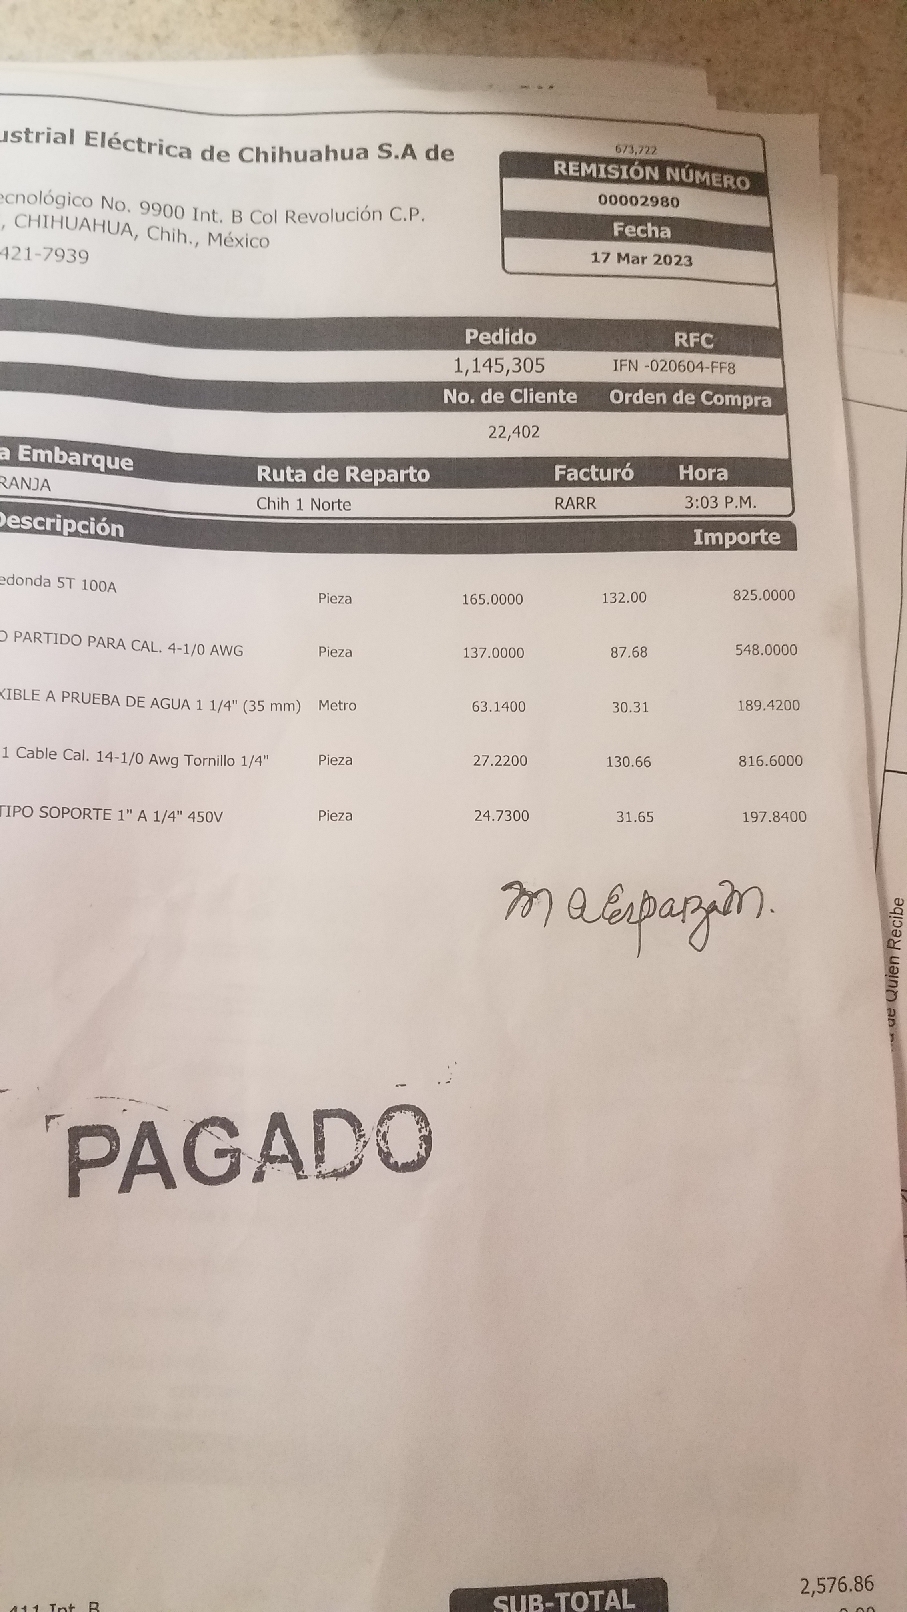 ustrial Eléctrica de Chihuahua S.A de
ecnológico No. 9900 Int. B Col Revolución C.P.
, CHIHUAHUA, Chih., México
421-7939
673,722
REMISIÓN NÚMERO
00002980
Fecha
17 Mar 2023
Pedido RFC
1,145,305 IFN -020604-FF8
No. de Cliente Orden de Compra
22,402
a Embarque Ruta de Reparto Facturó Hora
RANJA Chih 1 Norte RARR 3:03 P.M.
Descripción Importe
edonda 5T 100A Pieza 165.0000 132.00 825.0000
O PARTIDO PARA CAL. 4-1/0 AWG Pieza 137.0000 87.68 548.0000
XIBLE A PRUEBA DE AGUA 1 1/4" (35 mm) Metro 63.1400 30.31 189.4200
1 Cable Cal. 14-1/0 Awg Tornillo 1/4" Pieza 27.2200 130.66 816.6000
TIPO SOPORTE 1" A 1/4" 450V Pieza 24.7300 31.65 197.8400
PAGADO
de Quien Recibe
SUB-TOTAL 2,576.86
411 Int. B